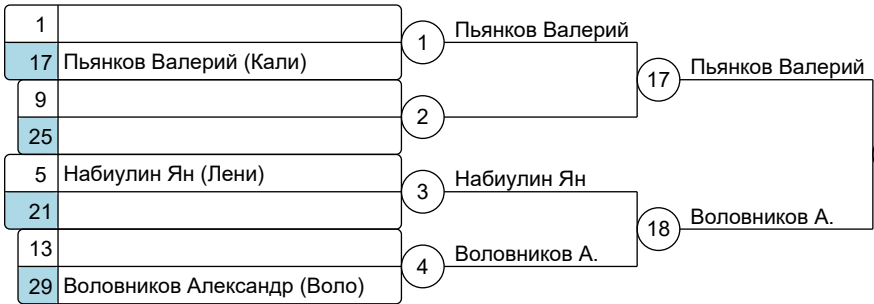 1
17 Пьянков Валерий (Кали)
9
25
5 Набиулин Ян (Лени)
21
13
29 Воловников Александр (Воло)
1 Пьянков Валерий
2
3 Набиулин Ян
4 Воловников А.
17 Пьянков Валерий
18 Воловников А.